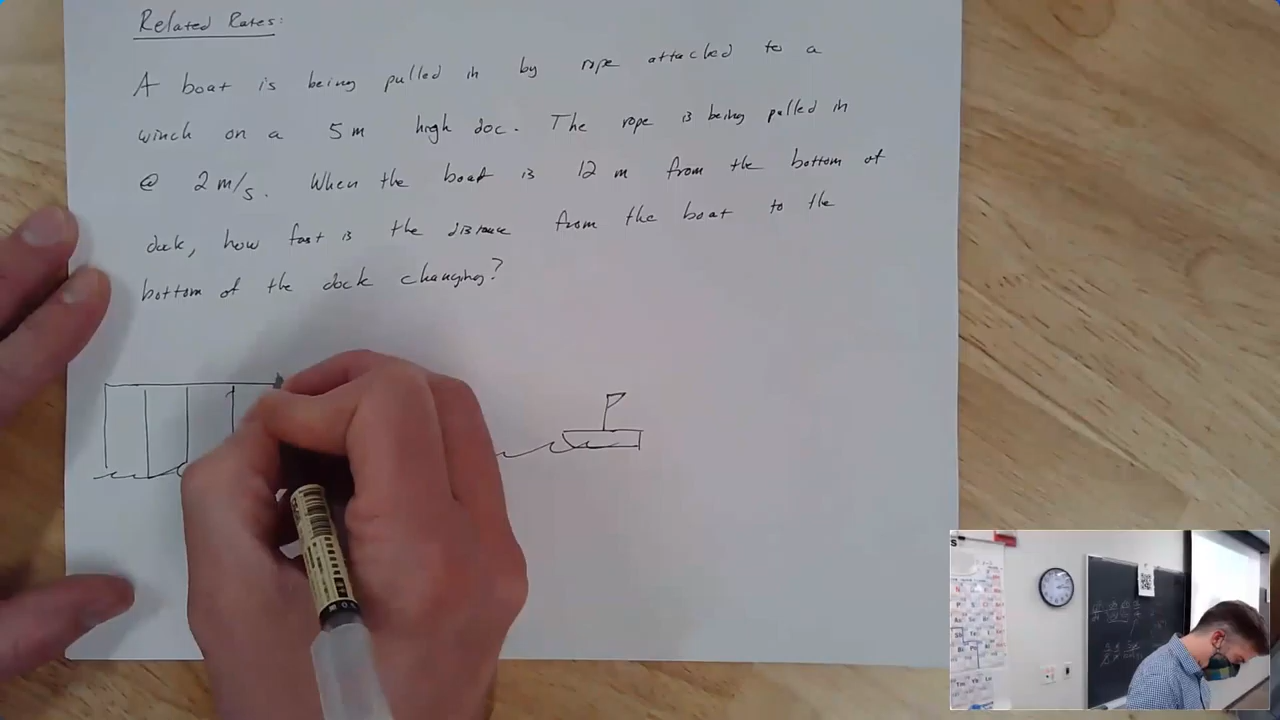 Related Rates:
A boat is being pulled in by rope attached to a
winch on a 5m high doc. The rope is being pulled in
@ 2 m/s. When the boat is 12 m from the bottom of
dock, how fast is the distance from the boat to the
bottom of the dock changing?